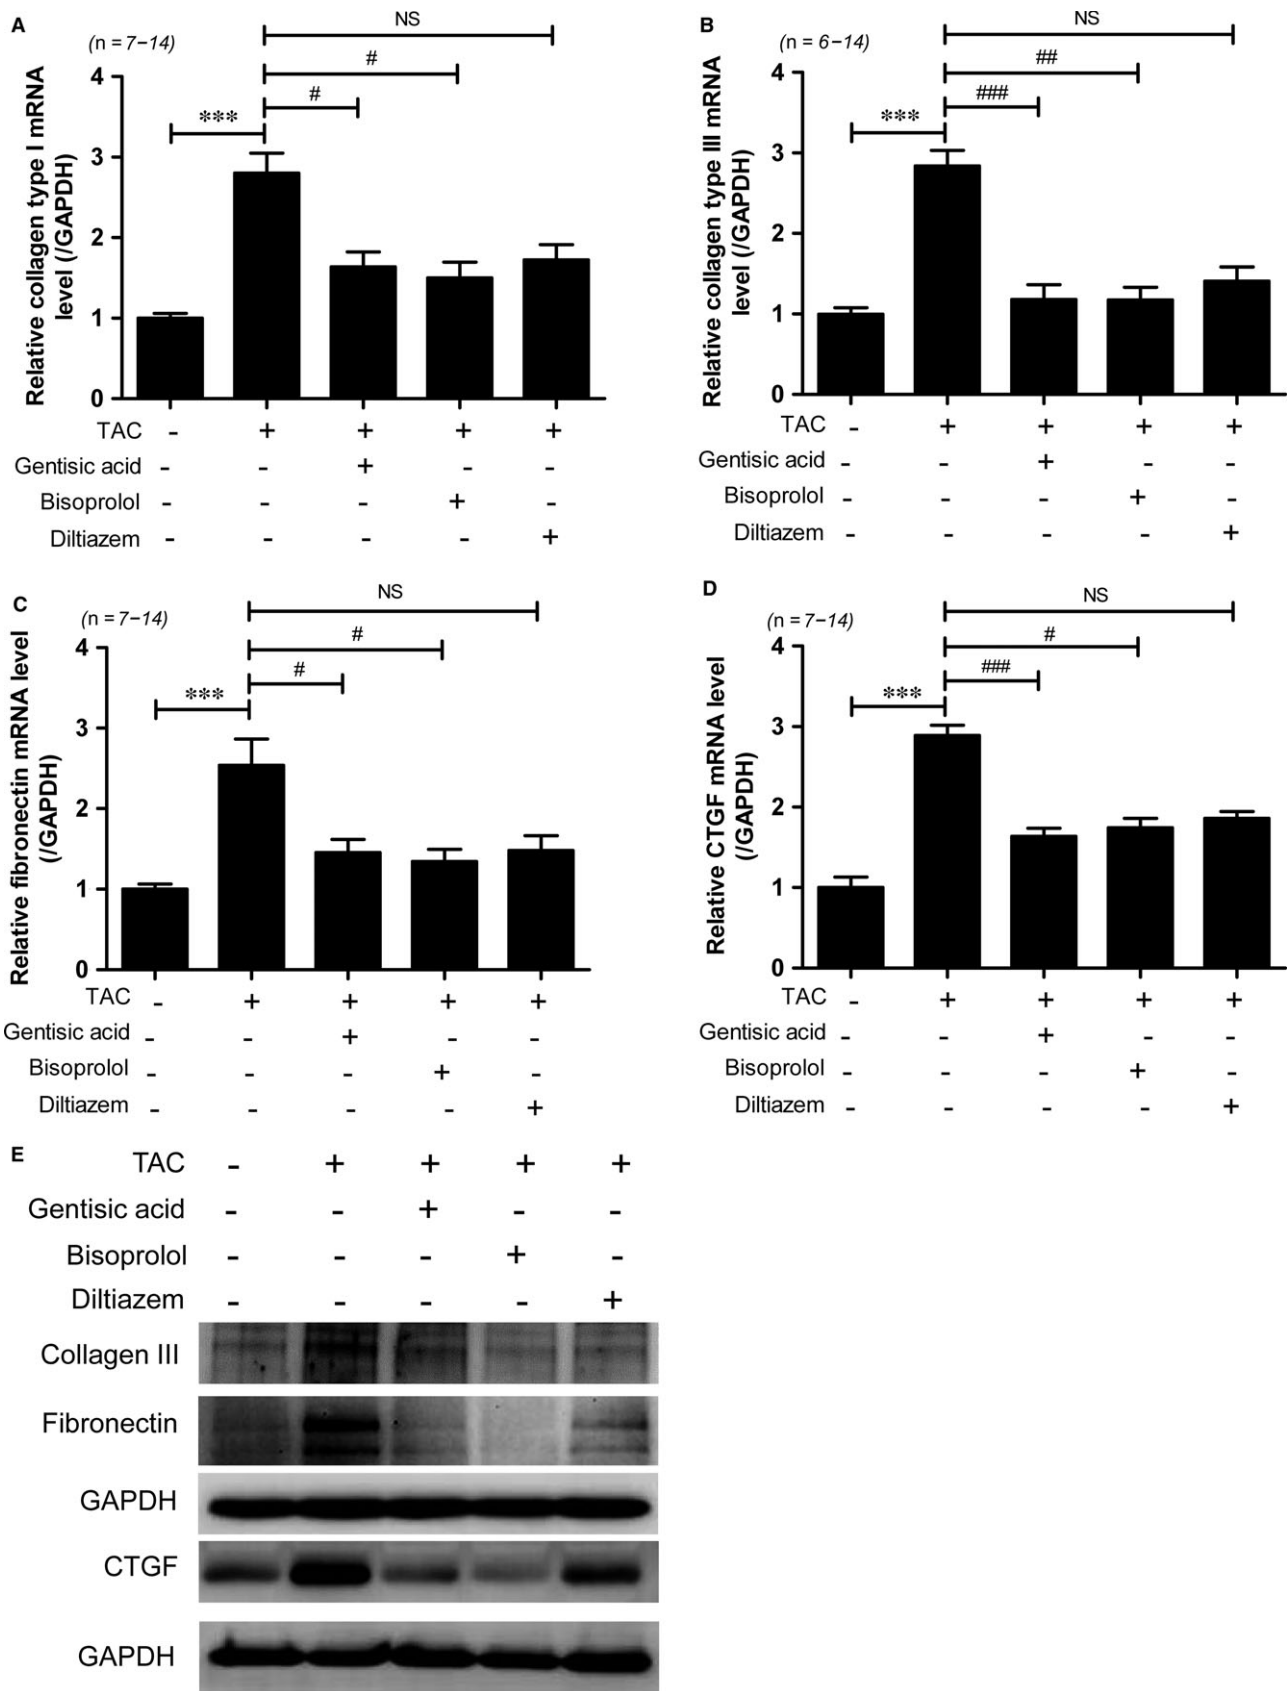 A
(n = 7–14)
NS
#
#
***
Relative collagen type I mRNA
level (/GAPDH)
4
3
2
1
0
TAC - + + + +
Gentisic acid - - + - -
Bisoprolol - - - + -
Diltiazem - - - - +
B
(n = 6–14)
NS
##
###
***
Relative collagen type III mRNA
level (/GAPDH)
4
3
2
1
0
TAC - + + + +
Gentisic acid - - + - -
Bisoprolol - - - + -
Diltiazem - - - - +
C
(n = 7–14)
NS
#
#
***
Relative fibronectin mRNA level
(/GAPDH)
4
3
2
1
0
TAC - + + + +
Gentisic acid - - + - -
Bisoprolol - - - + -
Diltiazem - - - - +
D
(n = 7–14)
NS
#
###
***
Relative CTGF mRNA level
(/GAPDH)
4
3
2
1
0
TAC - + + + +
Gentisic acid - - + - -
Bisoprolol - - - + -
Diltiazem - - - - +
E
TAC - + + + +
Gentisic acid - - + - -
Bisoprolol - - - + -
Diltiazem - - - - +
Collagen III
Fibronectin
GAPDH
CTGF
GAPDH